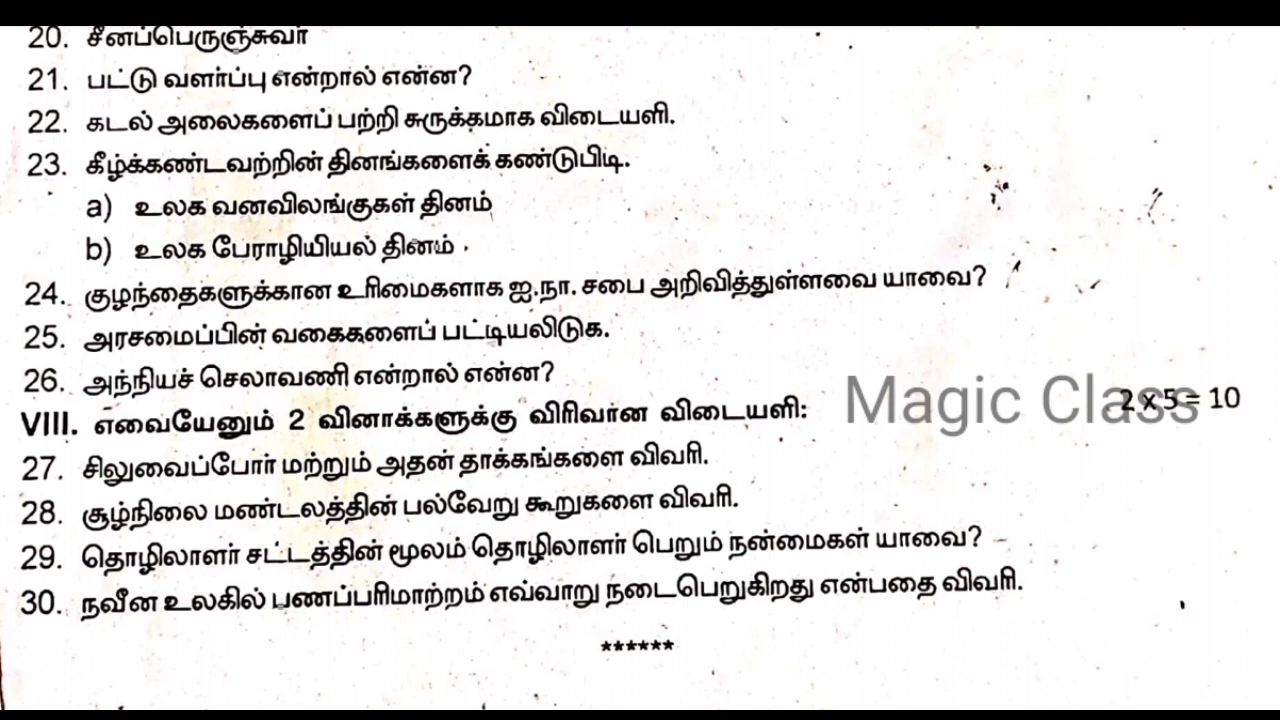 20. சீனப்பெருஞ்சுவர்
21. பட்டு வளர்ப்பு என்றால் என்ன?
22. கடல் அலைகளைப் பற்றி சுருக்கமாக விடையளி.
23. கீழ்க்கண்டவற்றின் தினங்களைக் கண்டுபிடி.
a) உலக வனவிலங்குகள் தினம்
b) உலக பேராழியியல் தினம்
24. குழந்தைகளுக்கான உரிமைகளாக ஐ.நா. சபை அறிவித்துள்ளவை யாவை?
25. அரசமைப்பின் வகைகளைப் பட்டியலிடுக.
26. அந்நியச் செலாவணி என்றால் என்ன?
VIII. எவையேனும் 2 வினாக்களுக்கு விரிவான விடையளி: 2 x 5 = 10
Magic Class
27. சிலுவைப்போர் மற்றும் அதன் தாக்கங்களை விவரி.
28. சூழ்நிலை மண்டலத்தின் பல்வேறு கூறுகளை விவரி.
29. தொழிலாளர் சட்டத்தின் மூலம் தொழிலாளர் பெறும் நன்மைகள் யாவை?
30. நவீன உலகில் பணப்பரிமாற்றம் எவ்வாறு நடைபெறுகிறது என்பதை விவரி.
******